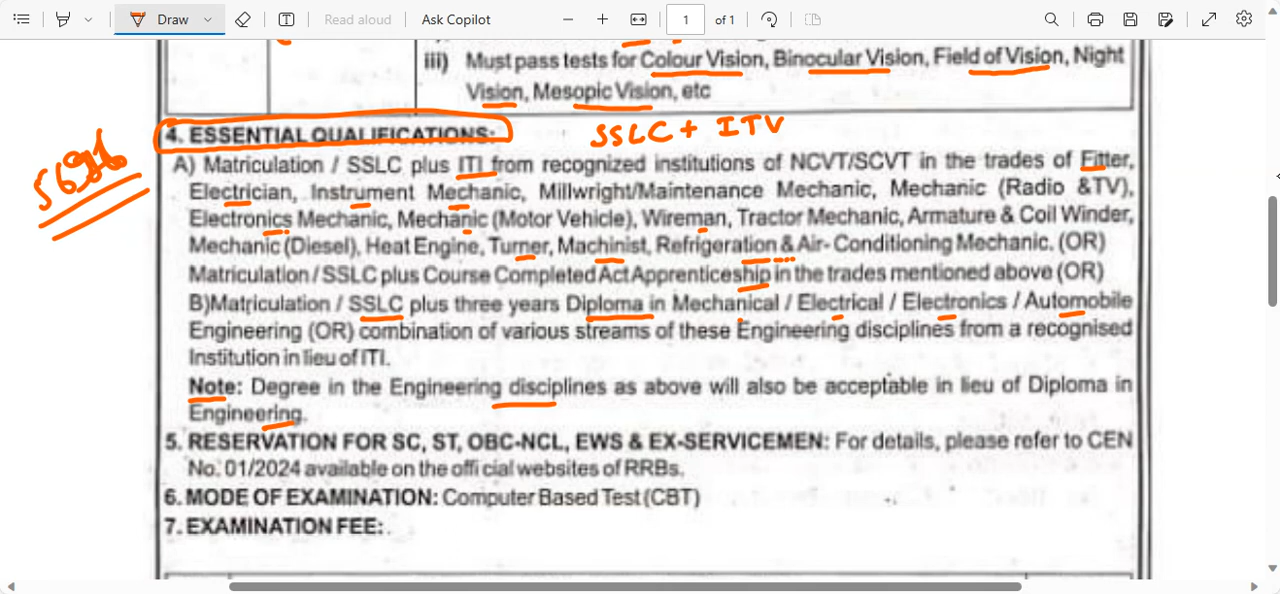 Draw
Read aloud
Ask Copilot
1
of 1
iii) Must pass tests for Colour Vision, Binocular Vision, Field of Vision, Night
Vision, Mesopic Vision, etc
4. ESSENTIAL QUALIFICATIONS:
SSLC + ITV
5696
A) Matriculation / SSLC plus ITI from recognized institutions of NCVT/SCVT in the trades of Fitter,
Electrician, Instrument Mechanic, Millwright/Maintenance Mechanic, Mechanic (Radio &TV),
Electronics Mechanic, Mechanic (Motor Vehicle), Wireman, Tractor Mechanic, Armature & Coil Winder,
Mechanic (Diesel), Heat Engine, Turner, Machinist, Refrigeration & Air- Conditioning Mechanic. (OR)
Matriculation / SSLC plus Course Completed Act Apprenticeship in the trades mentioned above (OR)
B)Matriculation / SSLC plus three years Diploma in Mechanical / Electrical / Electronics / Automobile
Engineering (OR) combination of various streams of these Engineering disciplines from a recognised
Institution in lieu of ITI.
Note: Degree in the Engineering disciplines as above will also be acceptable in lieu of Diploma in
Engineering.
5. RESERVATION FOR SC, ST, OBC-NCL, EWS & EX-SERVICEMEN: For details, please refer to CEN
No. 01/2024 available on the offi cial websites of RRBs.
6. MODE OF EXAMINATION: Computer Based Test (CBT)
7. EXAMINATION FEE: